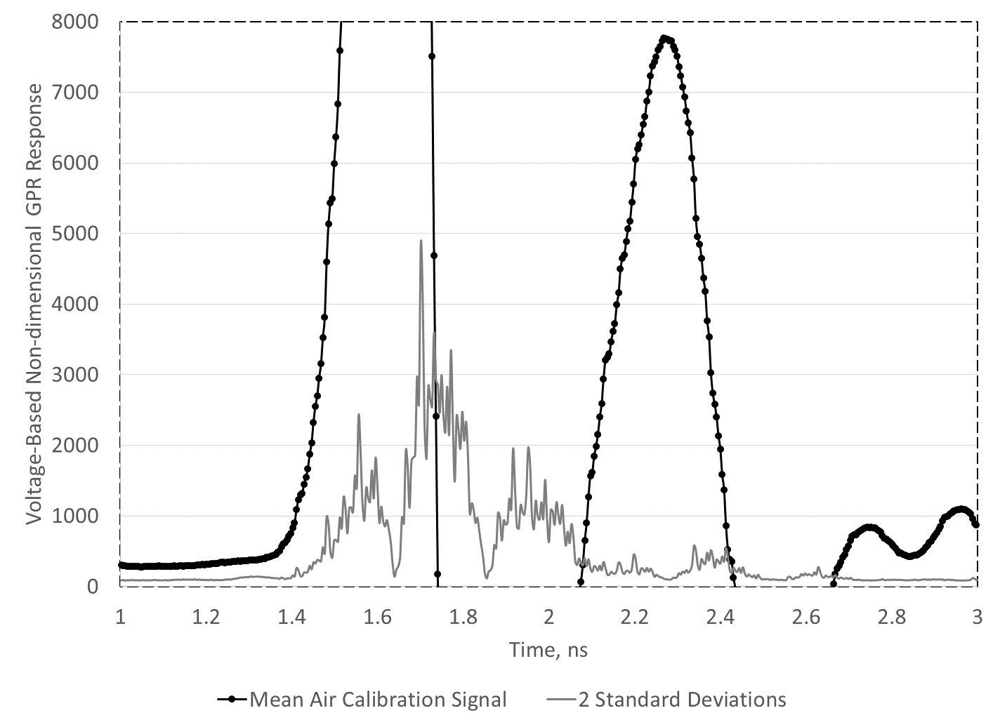 Voltage-Based Non-dimensional GPR Response
8000
7000
6000
5000
4000
3000
2000
1000
0
1 1.2 1.4 1.6 1.8 2 2.2 2.4 2.6 2.8 3
Time, ns
Mean Air Calibration Signal 2 Standard Deviations